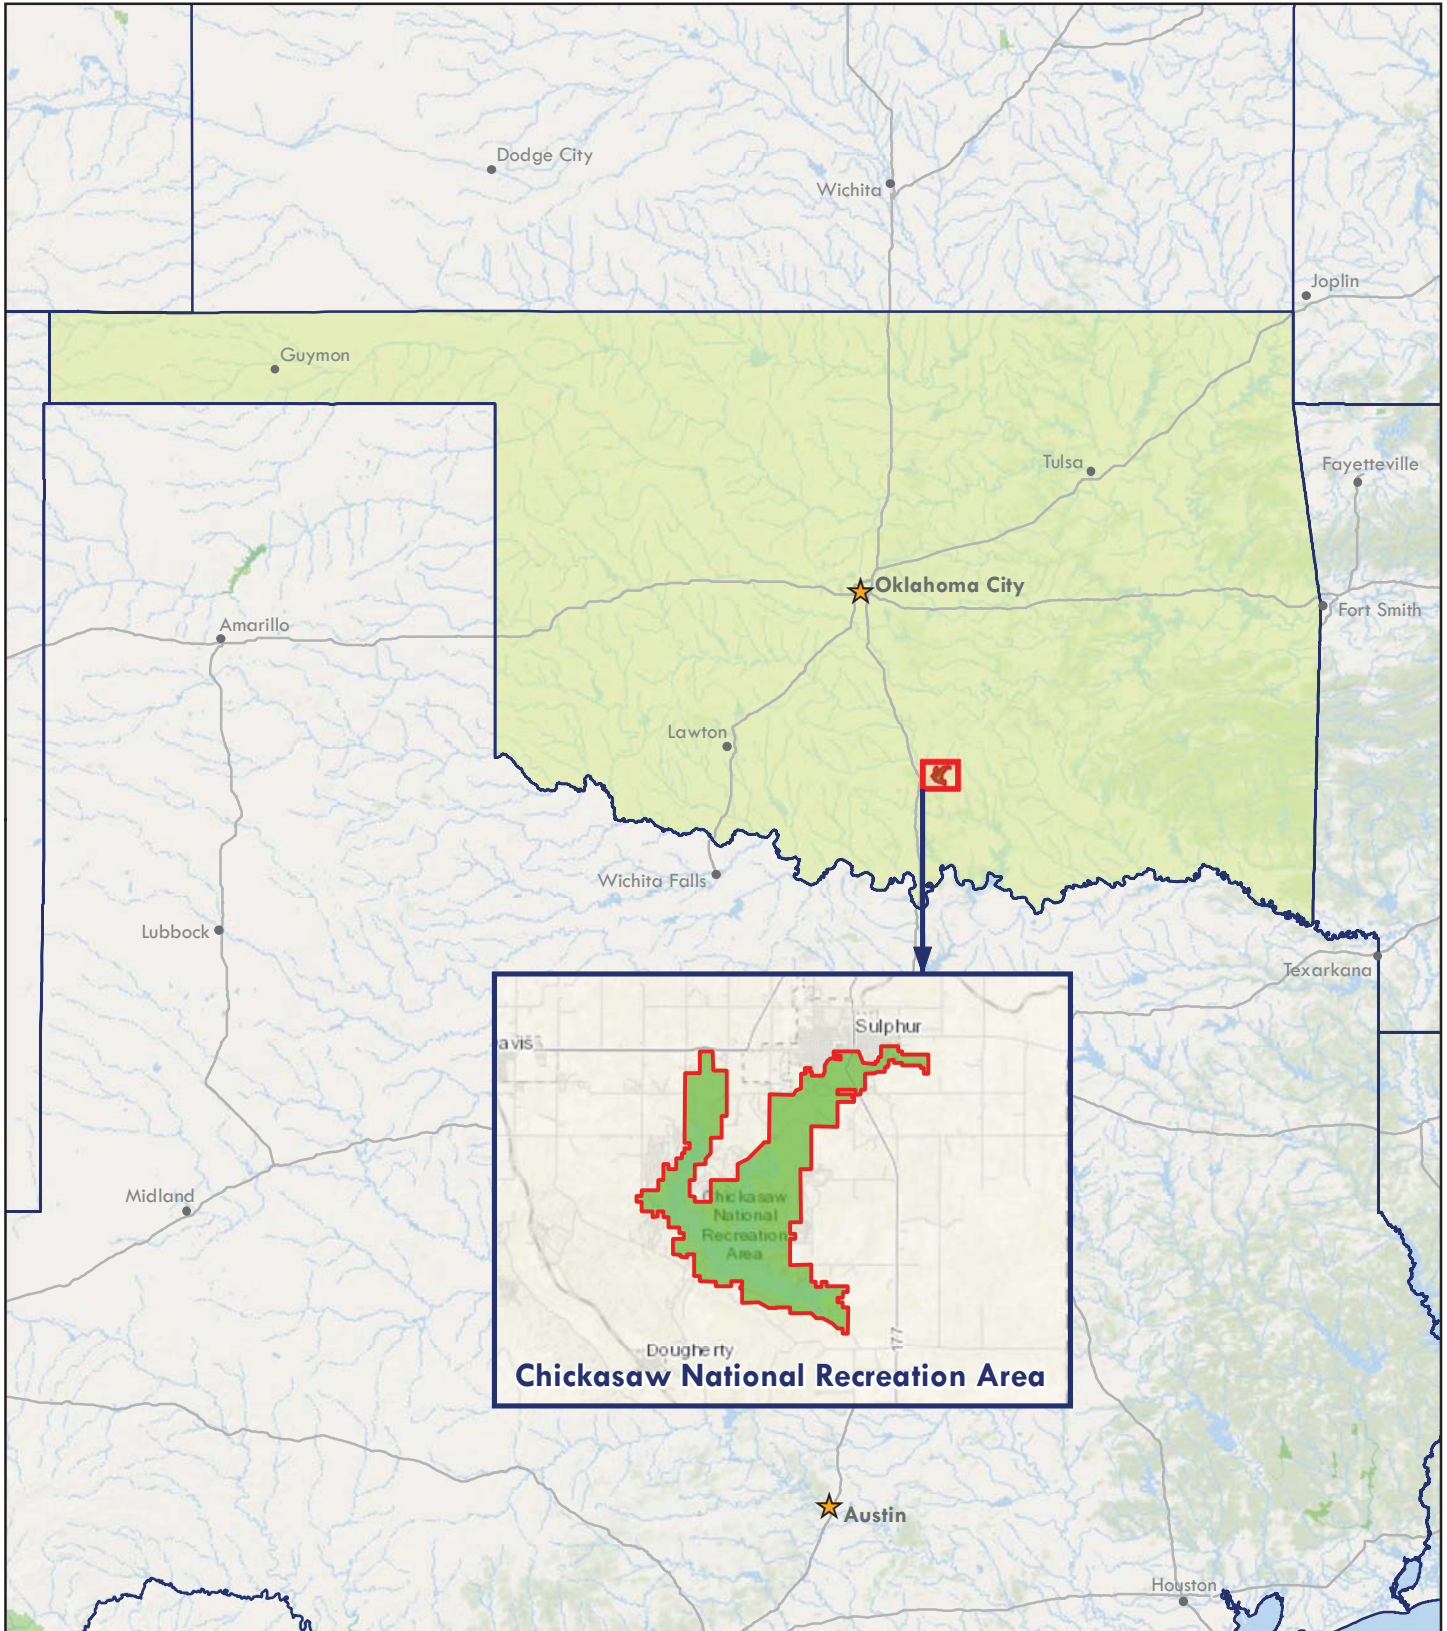 Dodge City
Wichita
Joplin
Guymon
Tulsa
Fayetteville
Oklahoma City
Fort Smith
Amarillo
Lawton
Wichita Falls
Lubbock
Texarkana
Sulphur
avis
Midland
Chickasaw
National
Recreation
Area
177
Dougherty
Chickasaw National Recreation Area
Austin
Houston